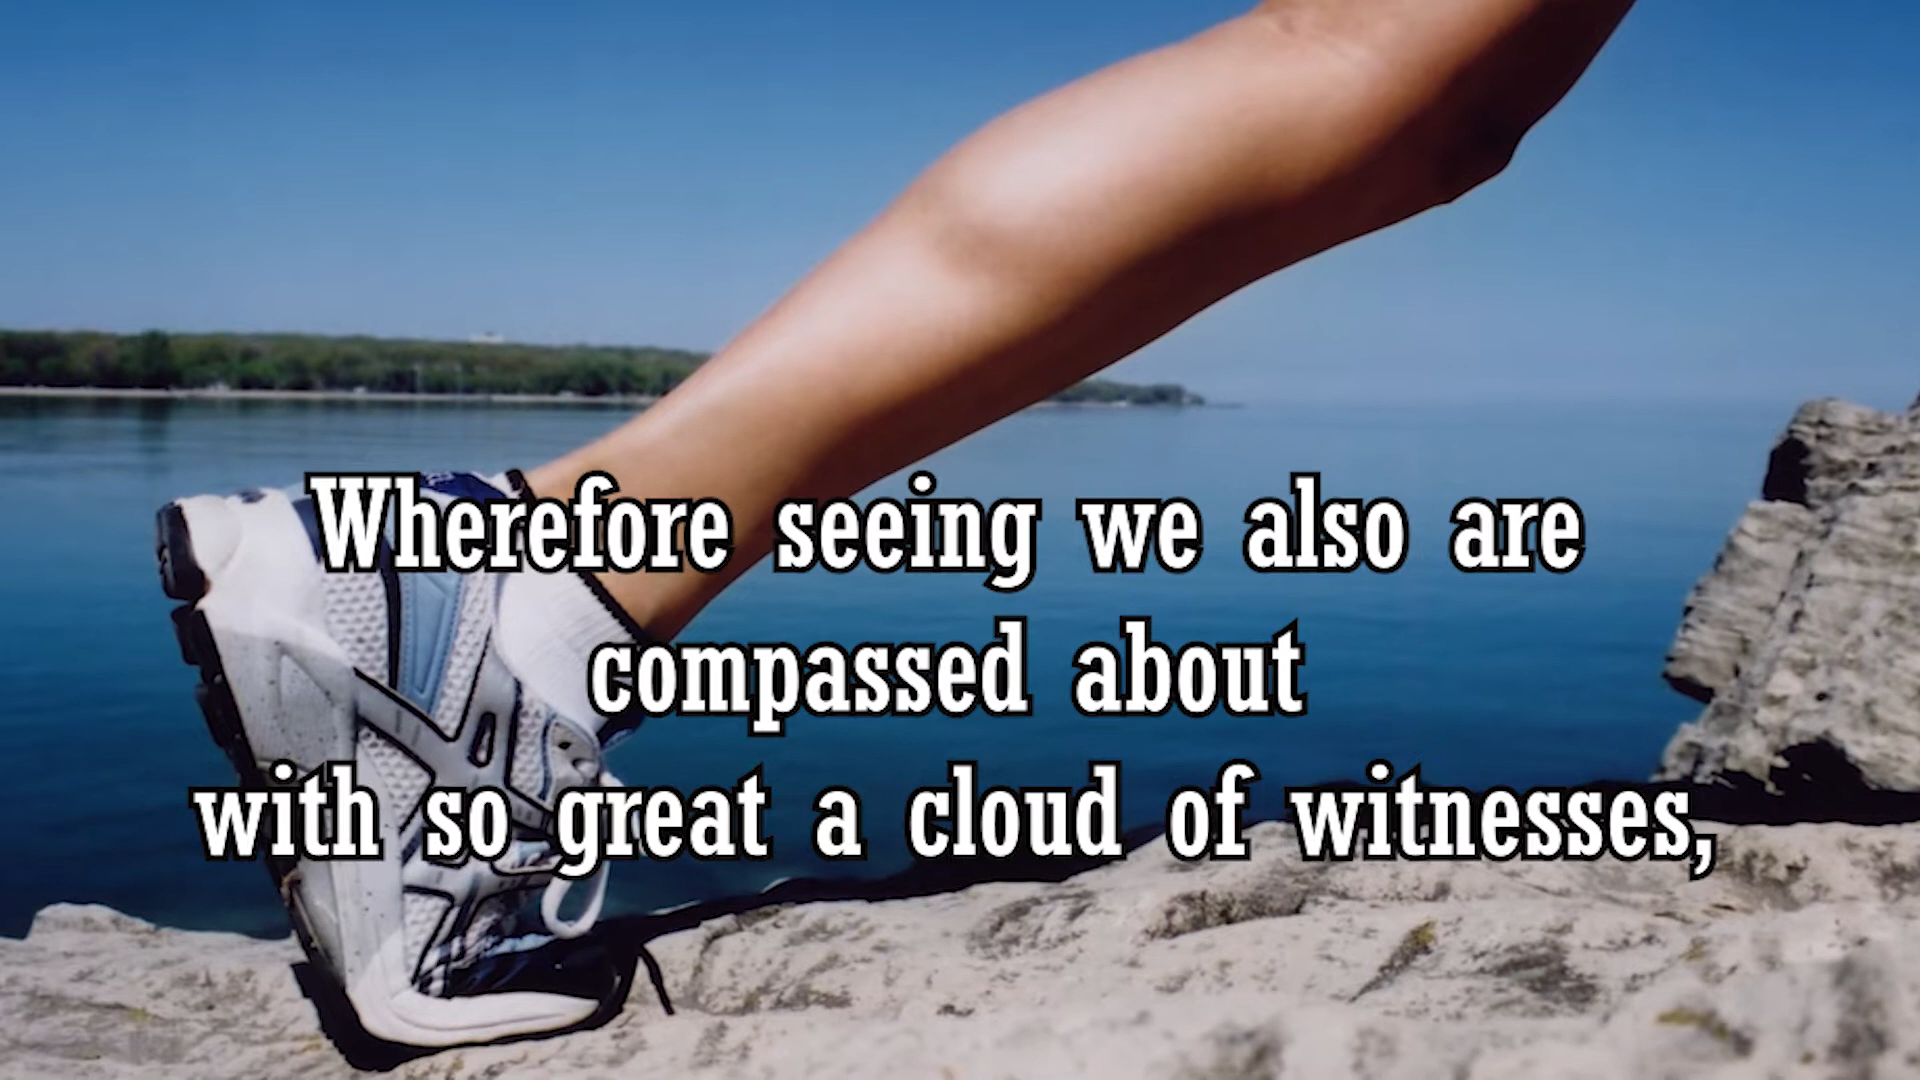 Wherefore seeing we also are
compassed about
with so great a cloud of witnesses,